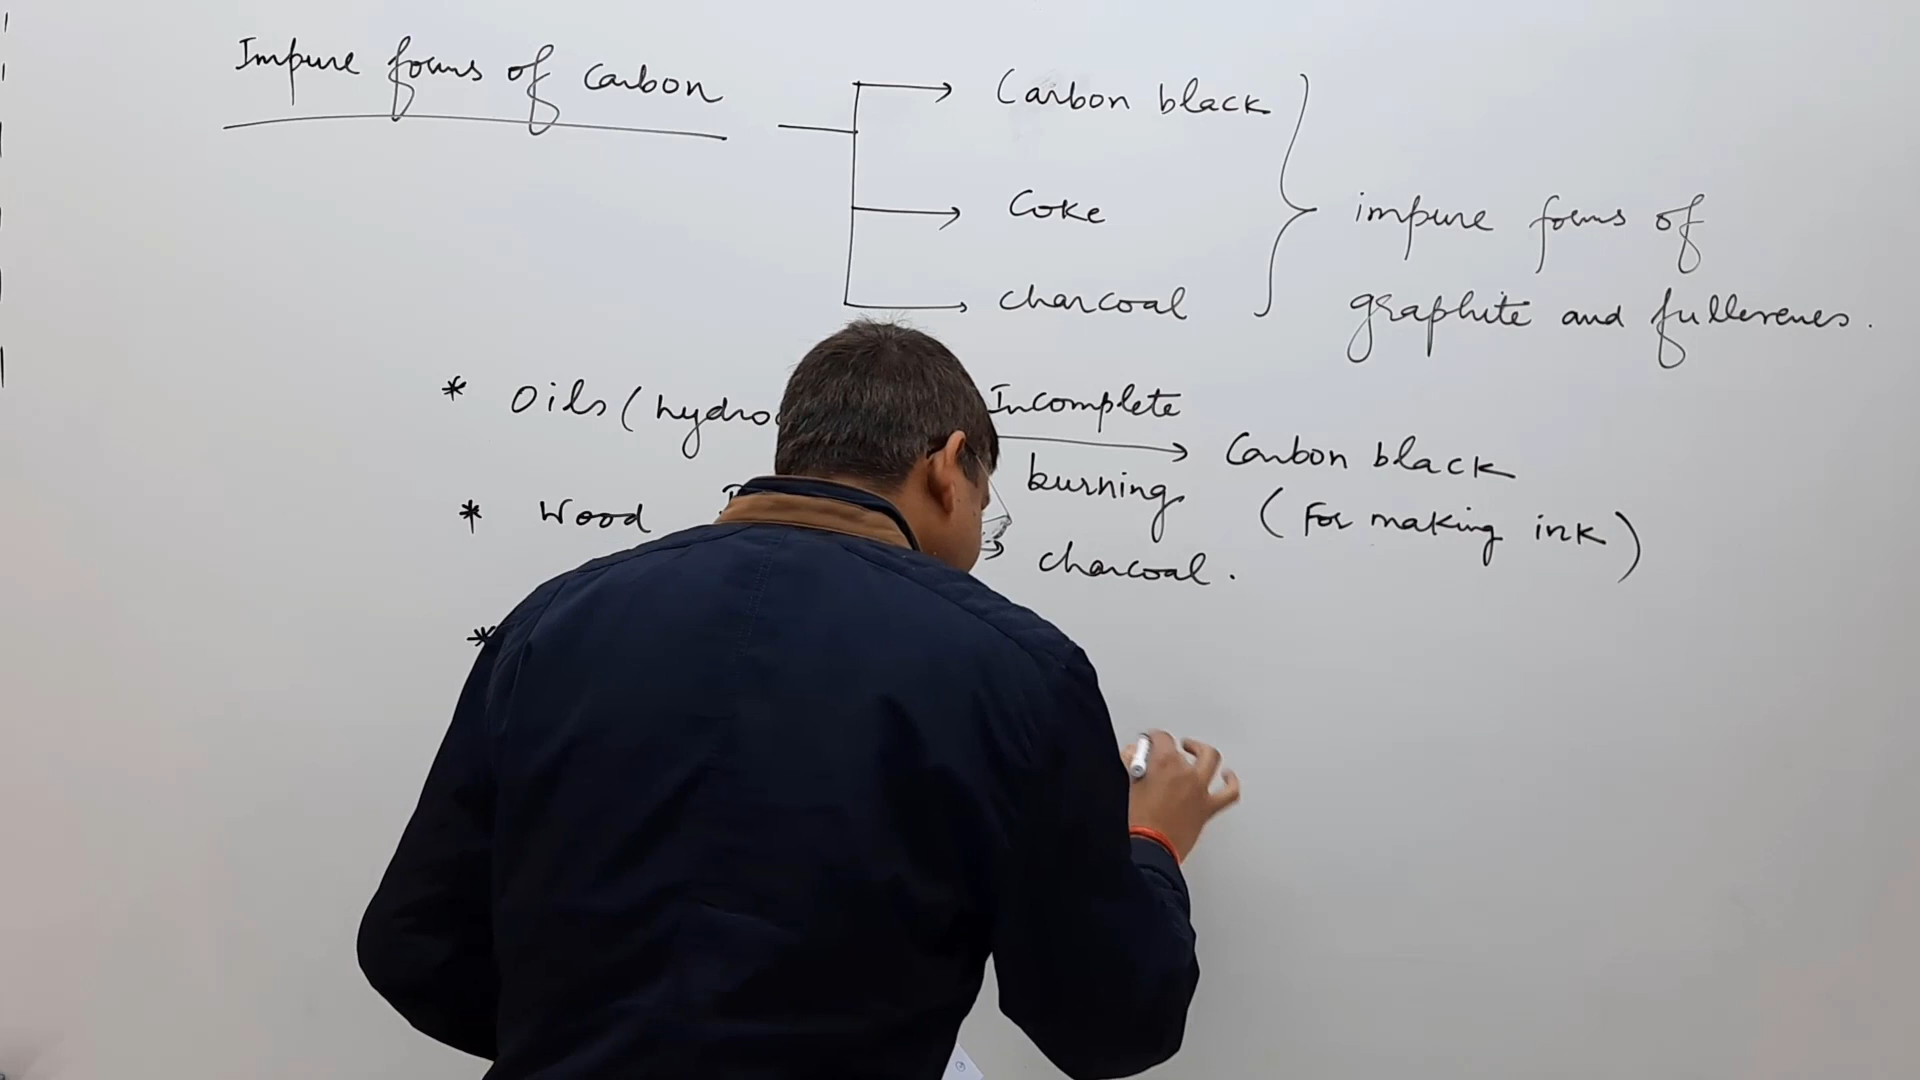 Impure forms of Carbon
Carbon black
Coke
charcoal
impure forms of
graphite and fullerenes.
* Oils (hydro
Incomplete
burning
Carbon black
(For making ink)
* Wood
charcoal.
*